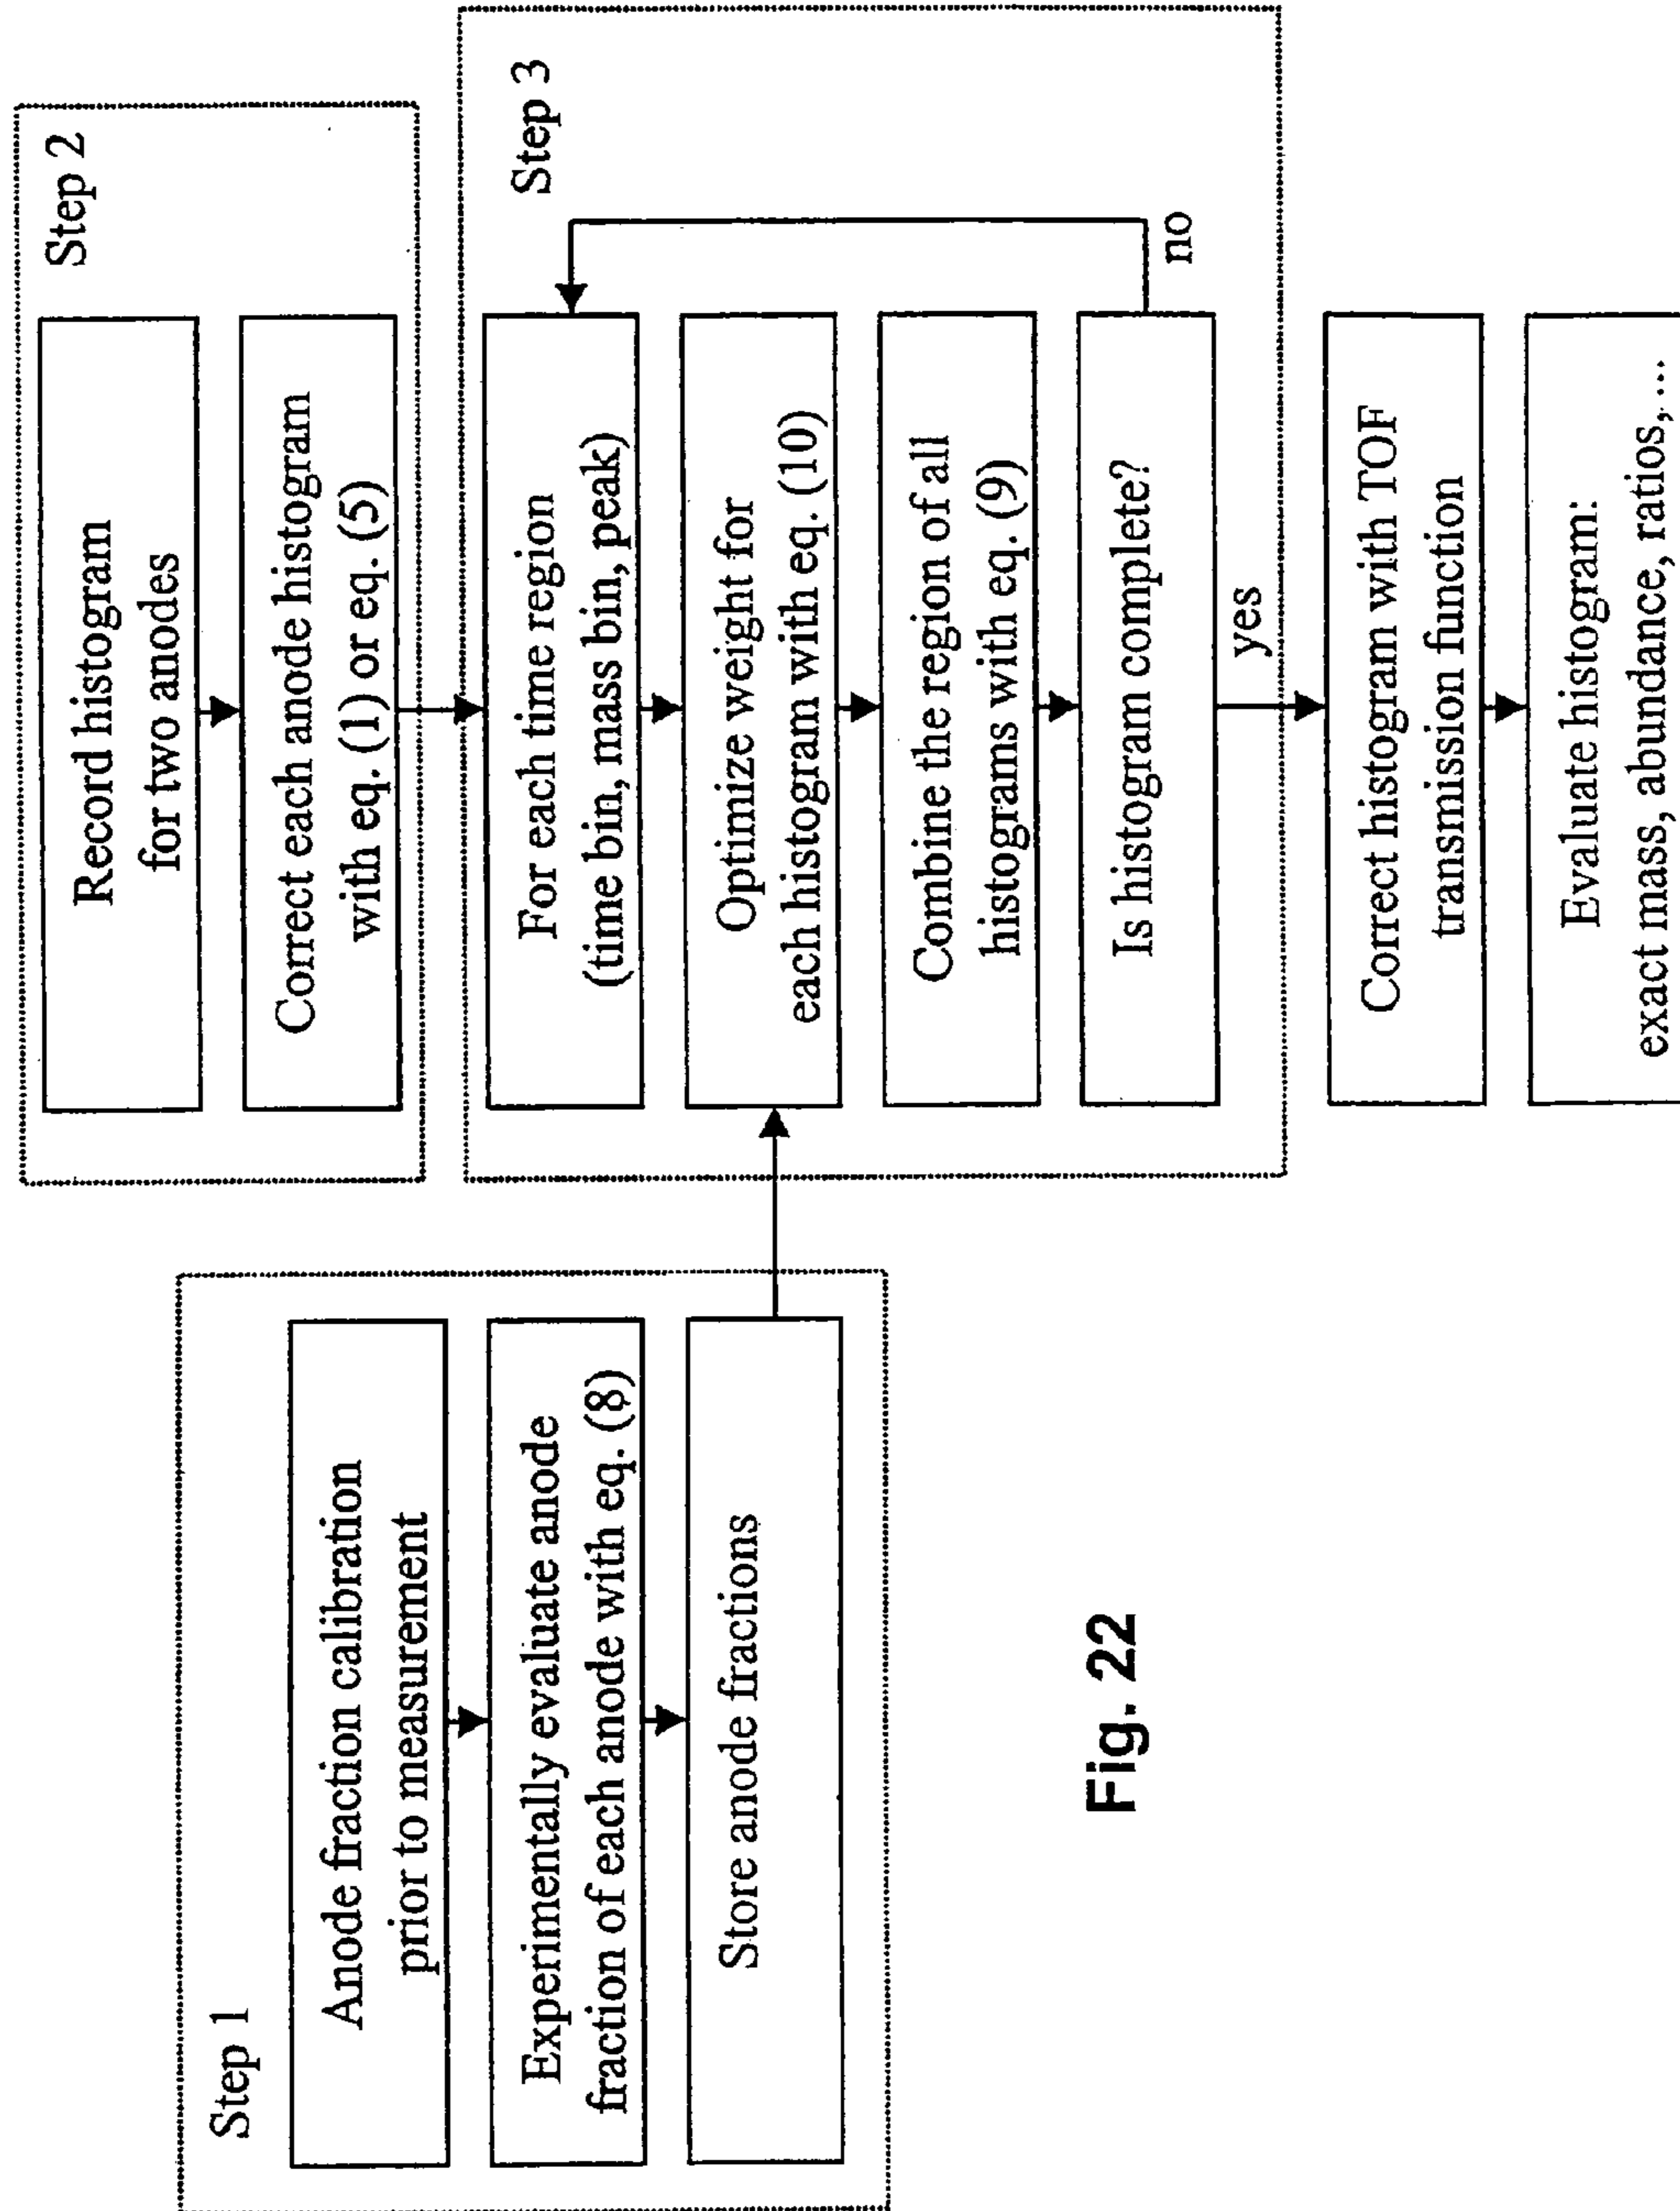 Step 1
Anode fraction calibration
prior to measurement
Experimentally evaluate anode
fraction of each anode with eq. (8)
Store anode fractions
Step 2
Record histogram
for two anodes
Correct each anode histogram
with eq. (1) or eq. (5)
Step 3
For each time region
(time bin, mass bin, peak)
Optimize weight for
each histogram with eq. (10)
Combine the region of all
histograms with eq. (9)
Is histogram complete?
no
yes
Correct histogram with TOF
transmission function
Evaluate histogram:
exact mass, abundance, ratios,...
Fig. 22